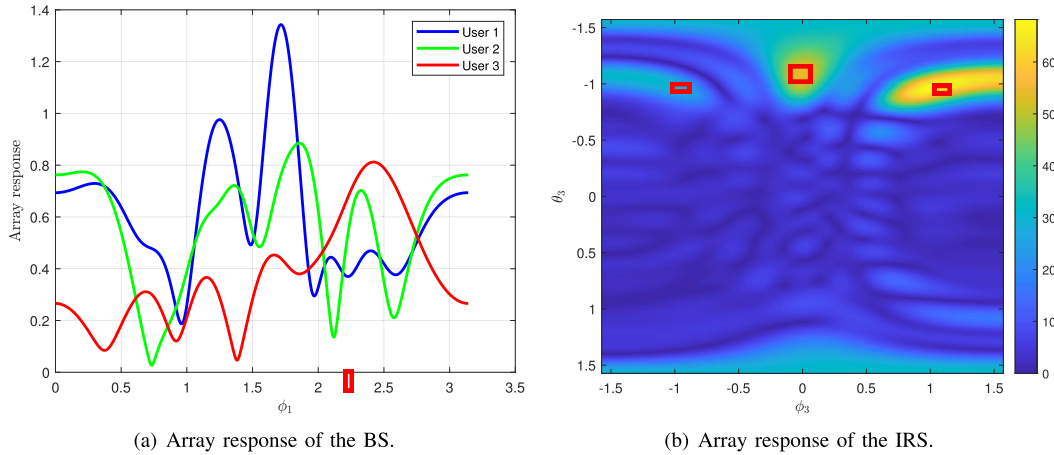 1.4
1.2
1
0.8
0.6
0.4
0.2
0
Array response
User 1
User 2
User 3
0 0.5 1 1.5 2 2.5 3 3.5
ϕ₁
(a) Array response of the BS.
-1.5
-1
-0.5
0
0.5
1
1.5
θ₃
-1.5 -1 -0.5 0 0.5 1 1.5
ϕ₃
60
50
40
30
20
10
0
(b) Array response of the IRS.